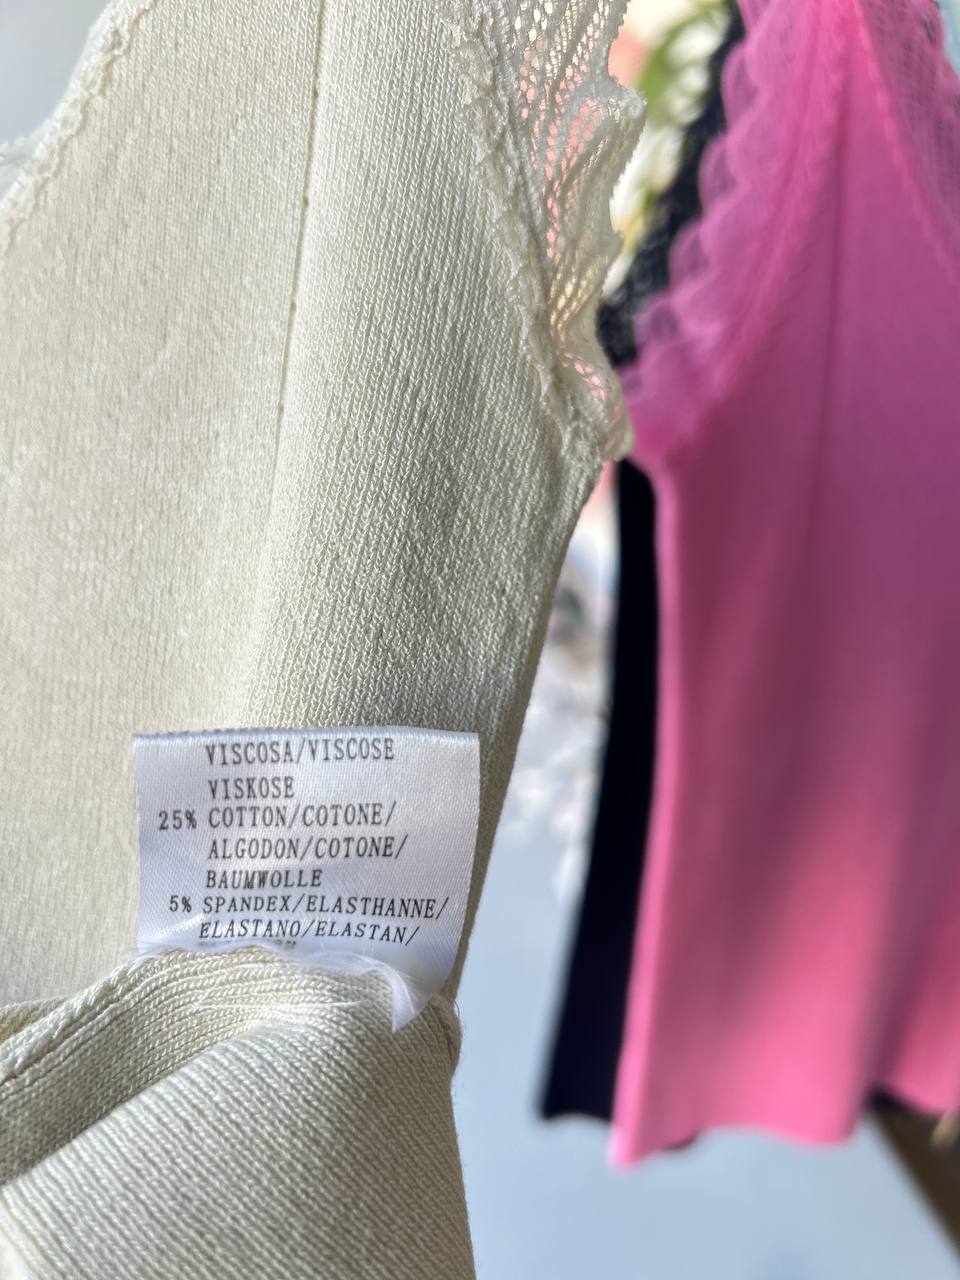 VISCOSA/VISCOSE
VISKOSE
25% COTTON/COTONE/
ALGODON/COTONE/
BAUMWOLLE
5% SPANDEX/ELASTHANNE/
ELASTANO/ELASTAN/